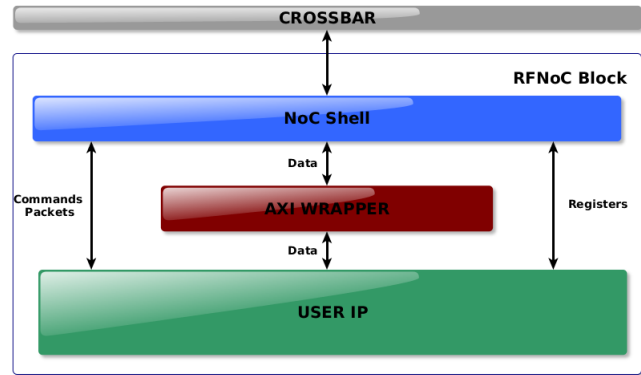 CROSSBAR
RFNoC Block
NoC Shell
Data
Commands
Packets
Registers
AXI WRAPPER
Data
USER IP